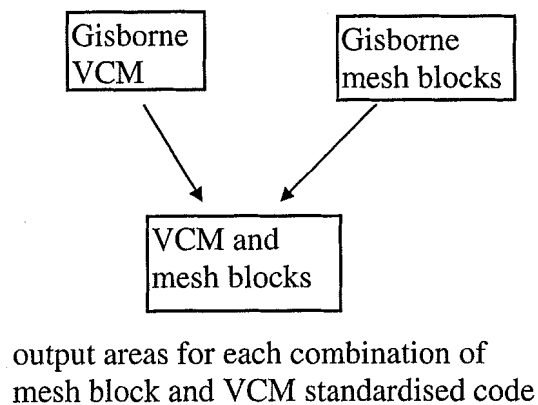 Gisborne
VCM
Gisborne
mesh blocks
VCM and
mesh blocks
output areas for each combination of
mesh block and VCM standardised code